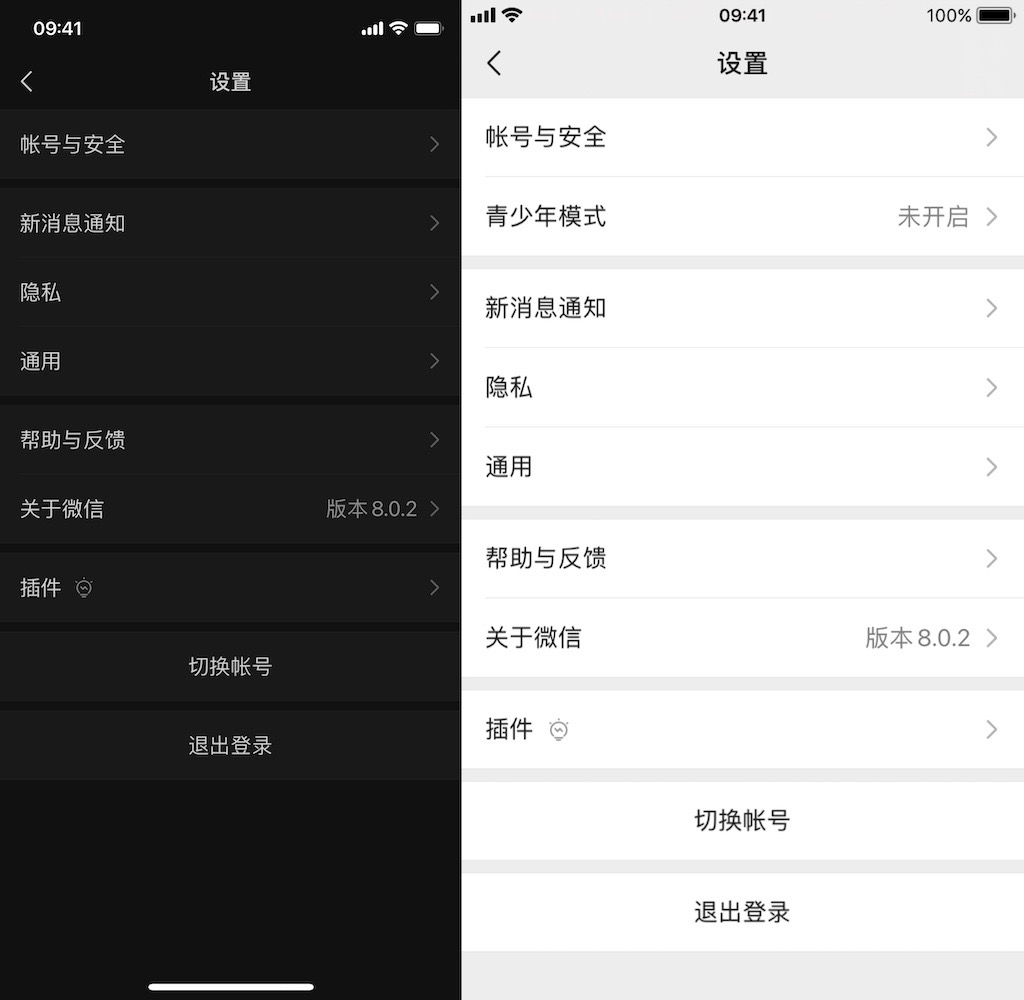 09:41
设置
帐号与安全
新消息通知
隐私
通用
帮助与反馈
关于微信 版本 8.0.2
插件
切换帐号
退出登录
09:41 100%
设置
帐号与安全
青少年模式 未开启
新消息通知
隐私
通用
帮助与反馈
关于微信 版本 8.0.2
插件
切换帐号
退出登录